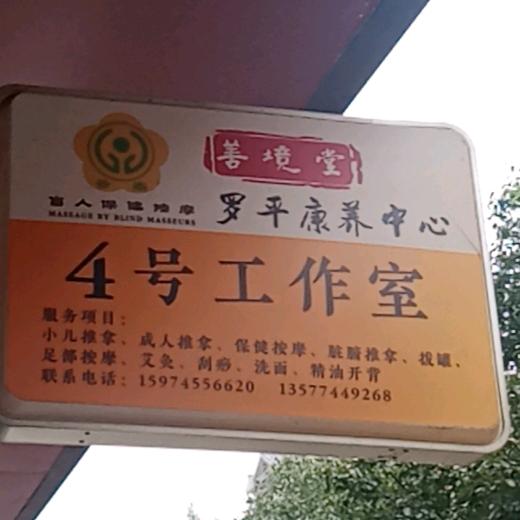 善境堂
盲人保健按摩
MASSAGE BY BLIND MASSEURS
罗平康养中心
4号工作室
服务项目：
小儿推拿、成人推拿、保健按摩、脏腑推拿、拔罐、
足部按摩、艾灸、刮痧、洗面、精油开背
联系电话：15974556620 13577449268